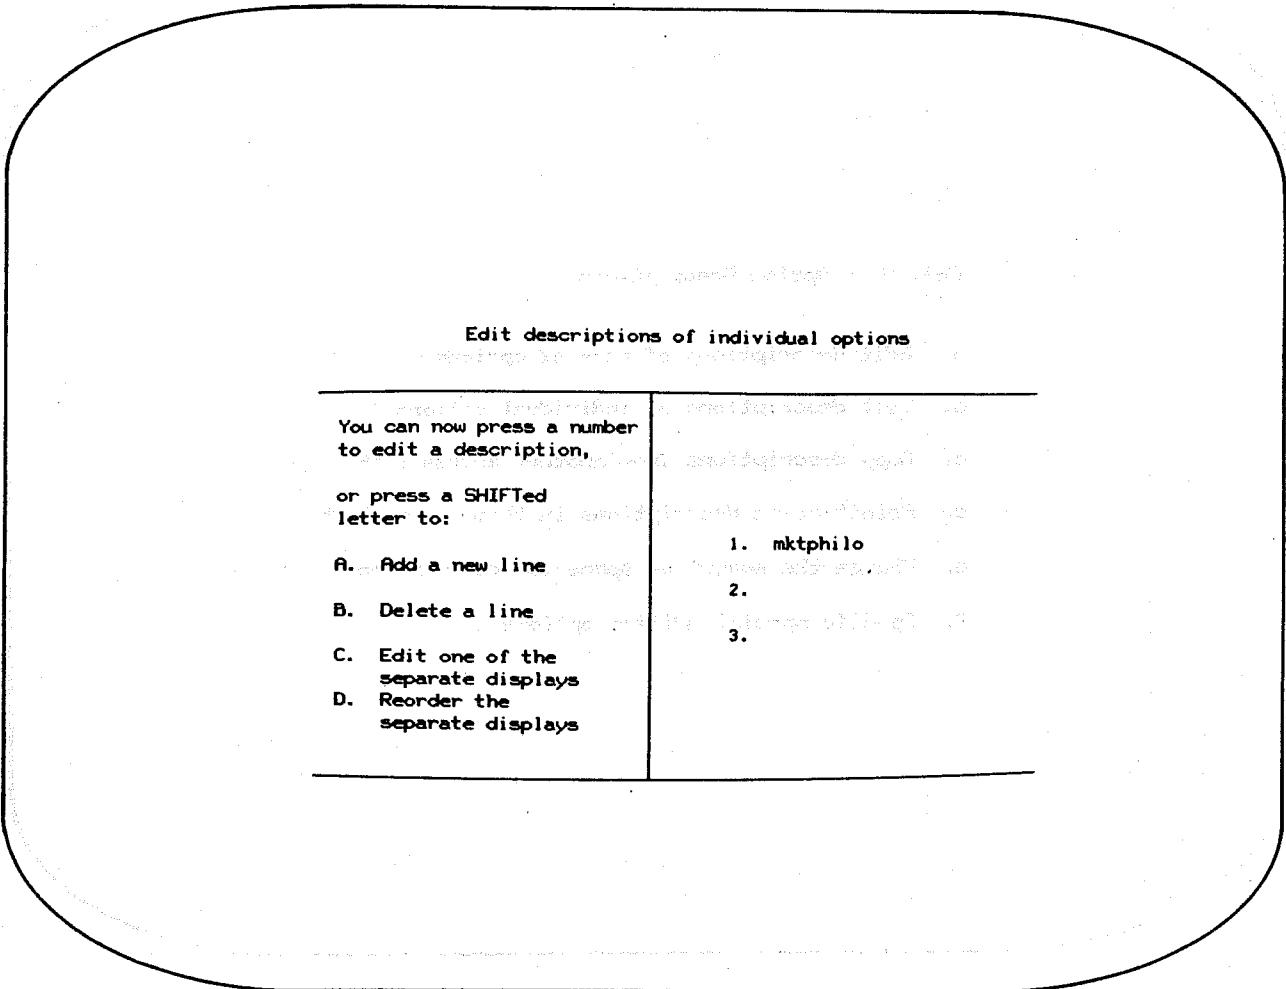 Edit descriptions of individual options
You can now press a number
to edit a description,
or press a SHIFTed
letter to:
A. Add a new line
B. Delete a line
C. Edit one of the
separate displays
D. Reorder the
separate displays
1. mktphilo
2.
3.